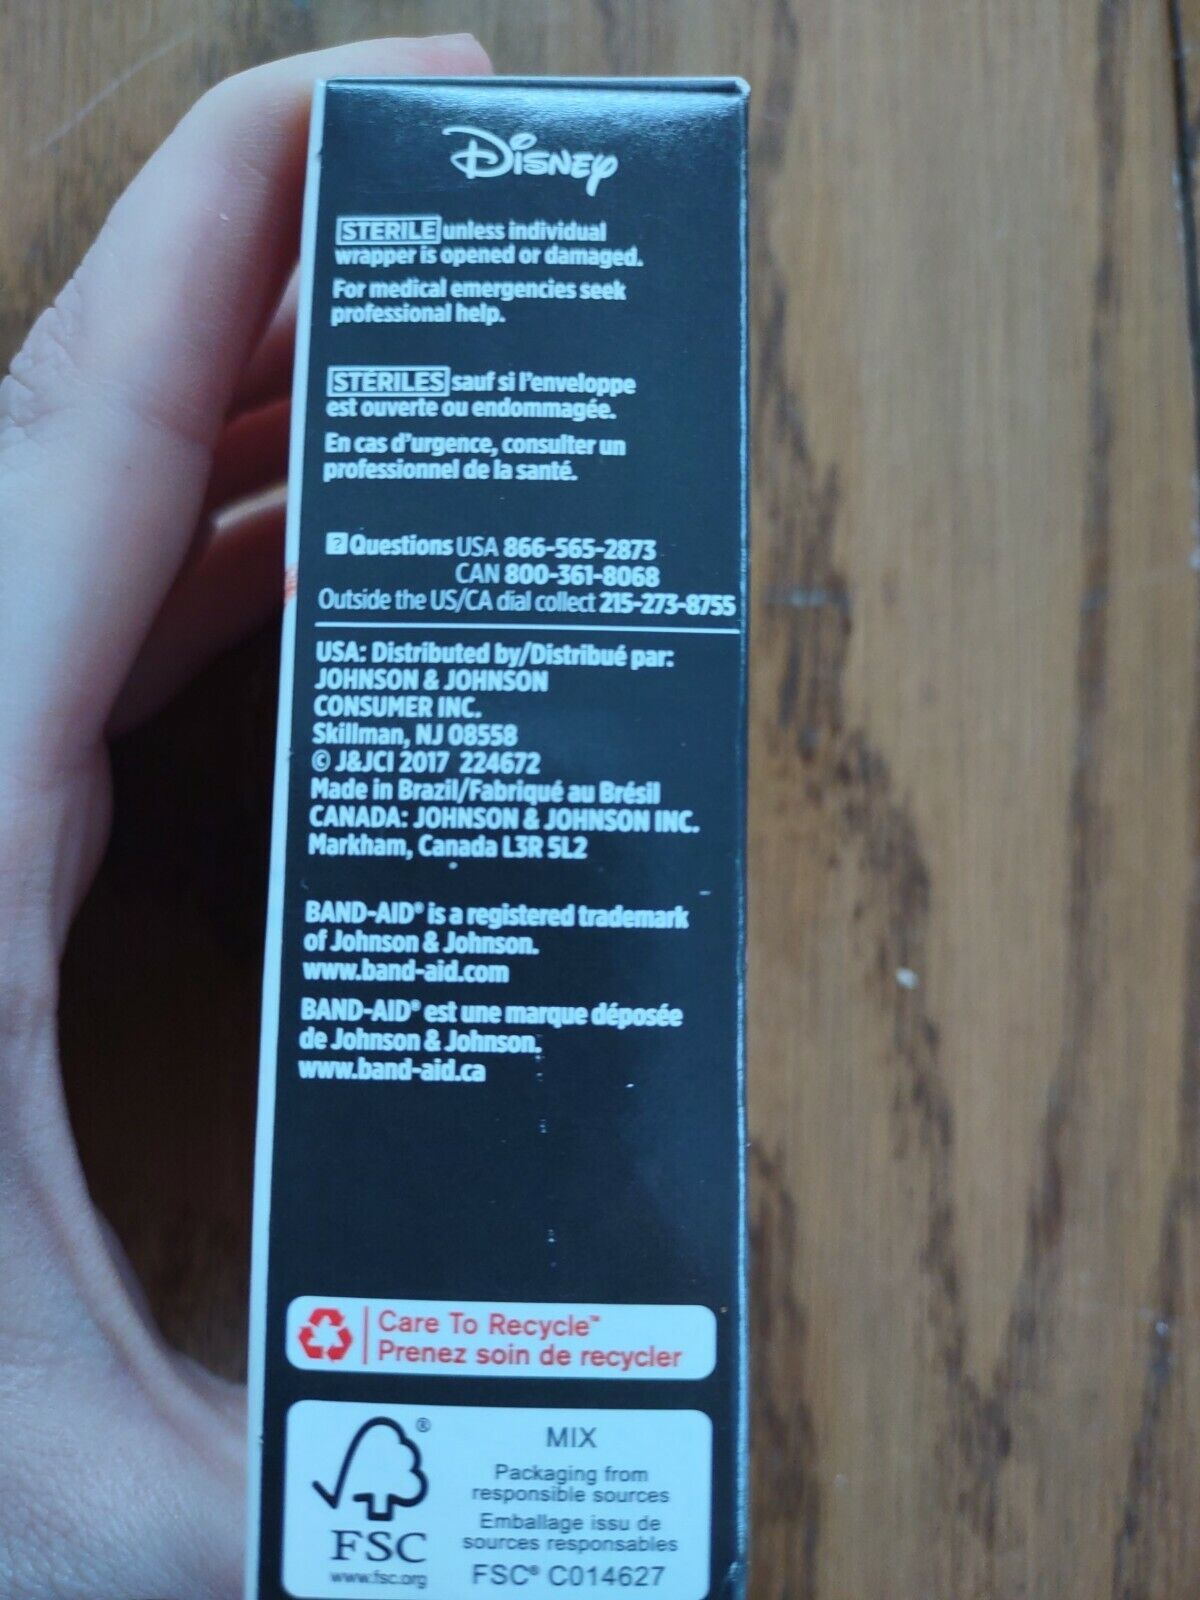 Disney
STERILE unless individual
wrapper is opened or damaged.
For medical emergencies seek
professional help.
STÉRILES sauf si l'enveloppe
est ouverte ou endommagée.
En cas d'urgence, consulter un
professionnel de la santé.
? Questions USA 866-565-2873
CAN 800-361-8068
Outside the US/CA dial collect 215-273-8755
USA: Distributed by/Distribué par:
JOHNSON & JOHNSON
CONSUMER INC.
Skillman, NJ 08558
© J&JCI 2017 224672
Made in Brazil/Fabriqué au Brésil
CANADA: JOHNSON & JOHNSON INC.
Markham, Canada L3R 5L2
BAND-AID® is a registered trademark
of Johnson & Johnson.
www.band-aid.com
BAND-AID® est une marque déposée
de Johnson & Johnson.
www.band-aid.ca
Care To Recycle™
Prenez soin de recycler
®
FSC
www.fsc.org
MIX
Packaging from
responsible sources
Emballage issu de
sources responsables
FSC® C014627